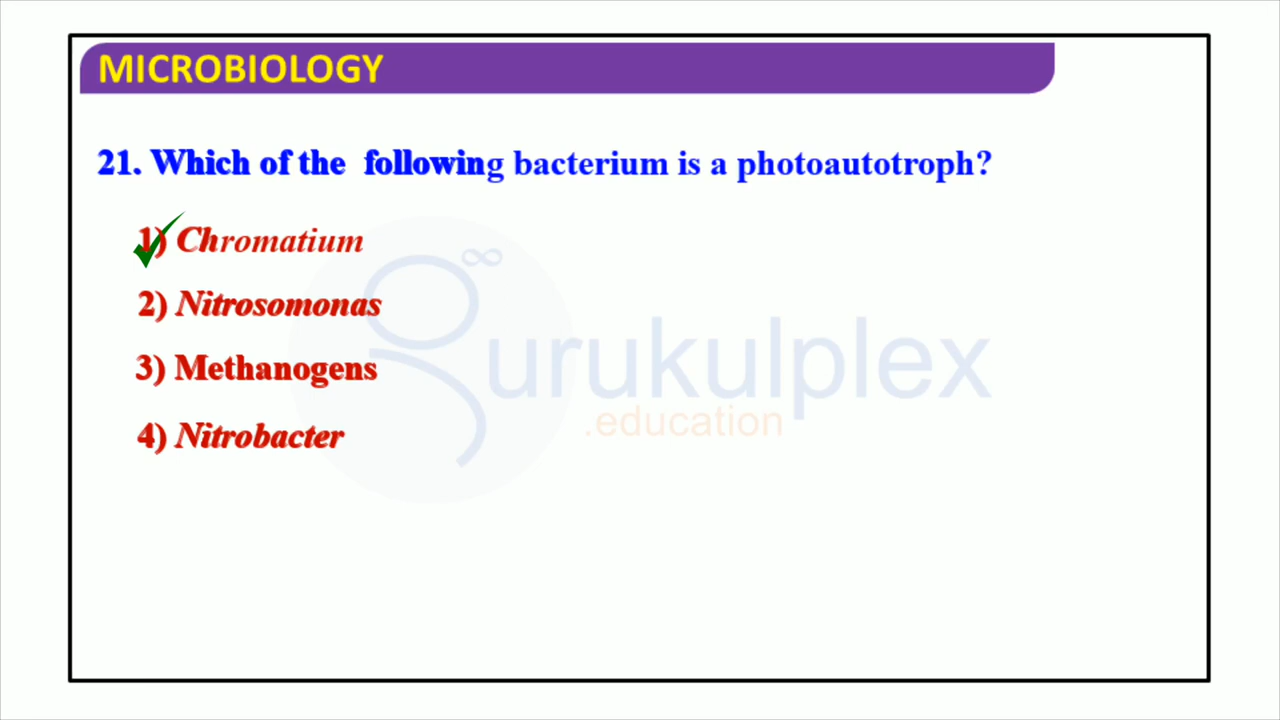 MICROBIOLOGY
21. Which of the following bacterium is a photoautotroph?
1) Chromatium
2) Nitrosomonas
3) Methanogens
4) Nitrobacter
gurukulplex
.education